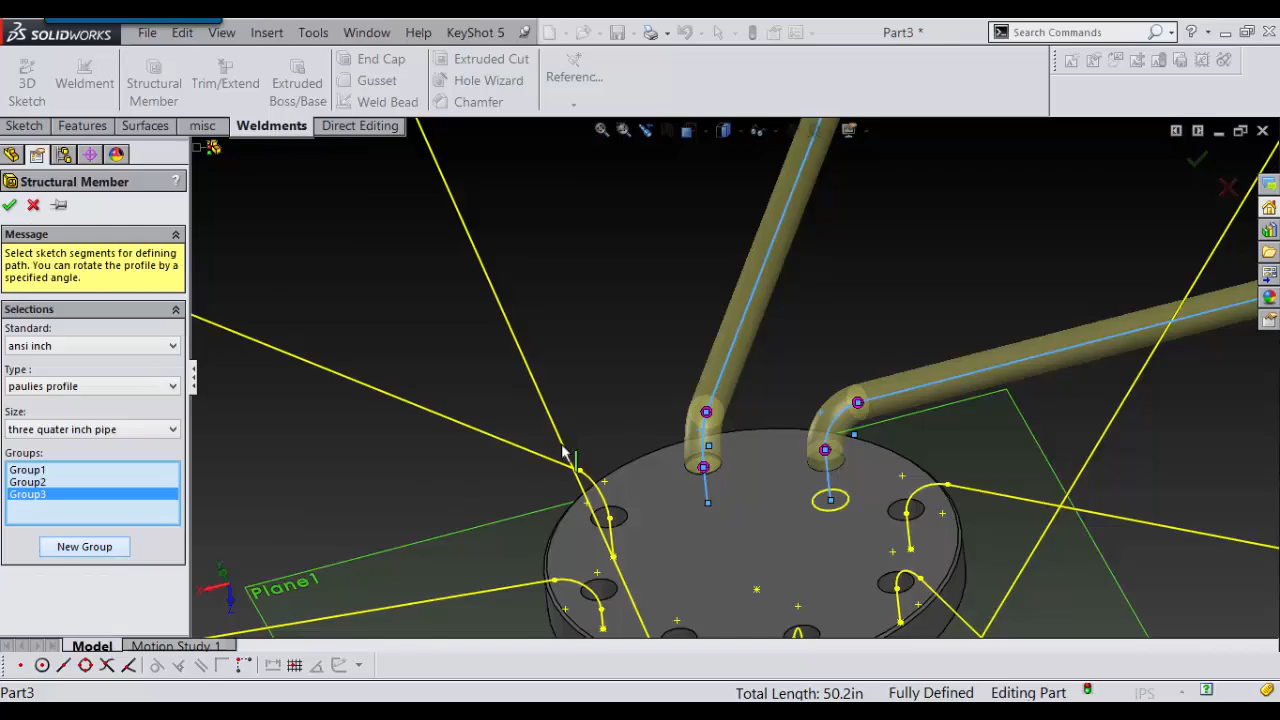 SOLIDWORKS File Edit View Insert Tools Window Help KeyShot 5 Part3 * Search Commands ?
3D Sketch
Weldment
Structural Member
Trim/Extend
Extruded Boss/Base
End Cap
Gusset
Weld Bead
Extruded Cut
Hole Wizard
Chamfer
Referenc...
Sketch Features Surfaces misc Weldments Direct Editing
Structural Member ?
Message
Select sketch segments for defining
path. You can rotate the profile by a
specified angle.
Selections
Standard:
ansi inch
Type :
paulies profile
Size:
three quater inch pipe
Groups:
Group1
Group2
Group3
New Group
Plane1
X
Y
Z
Model Motion Study 1
Part3 Total Length: 50.2in Fully Defined Editing Part IPS ?